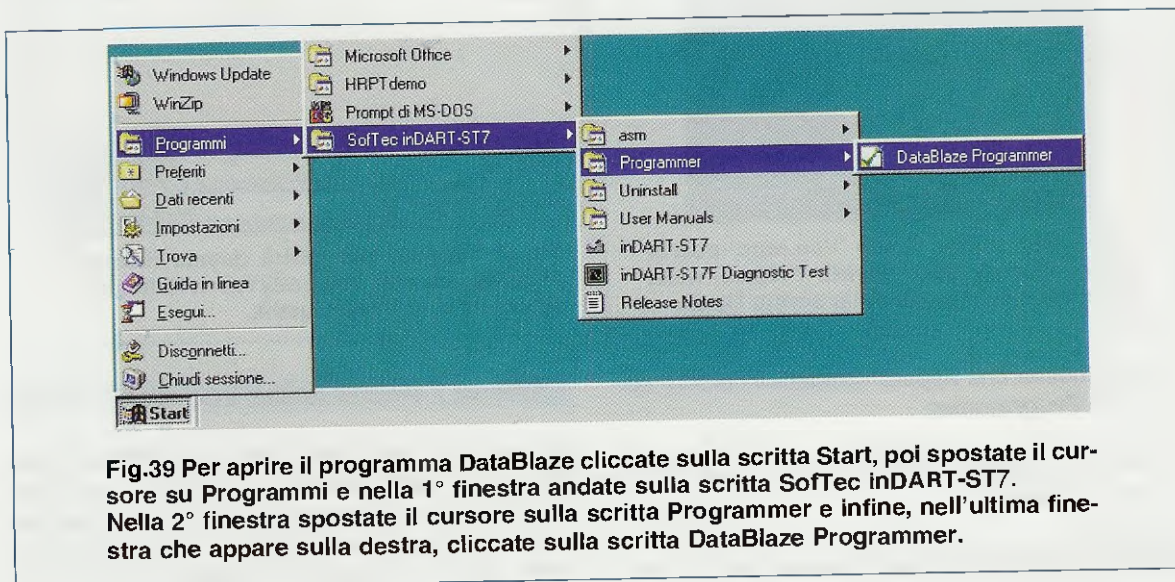 Windows Update
WinZip
Programmi
Preferiti
Dati recenti
Impostazioni
Trova
Guida in linea
Esegui...
Disconnetti...
Chiudi sessione...
Start
Microsoft Office
HRPTdemo
Prompt di MS-DOS
SofTec inDART-ST7
asm
Programmer
Uninstall
User Manuals
inDART-ST7
inDART-ST7F Diagnostic Test
Release Notes
DataBlaze Programmer
Fig.39 Per aprire il programma DataBlaze cliccate sulla scritta Start, poi spostate il cur-
sore su Programmi e nella 1° finestra andate sulla scritta SofTec inDART-ST7.
Nella 2° finestra spostate il cursore sulla scritta Programmer e infine, nell'ultima fine-
stra che appare sulla destra, cliccate sulla scritta DataBlaze Programmer.